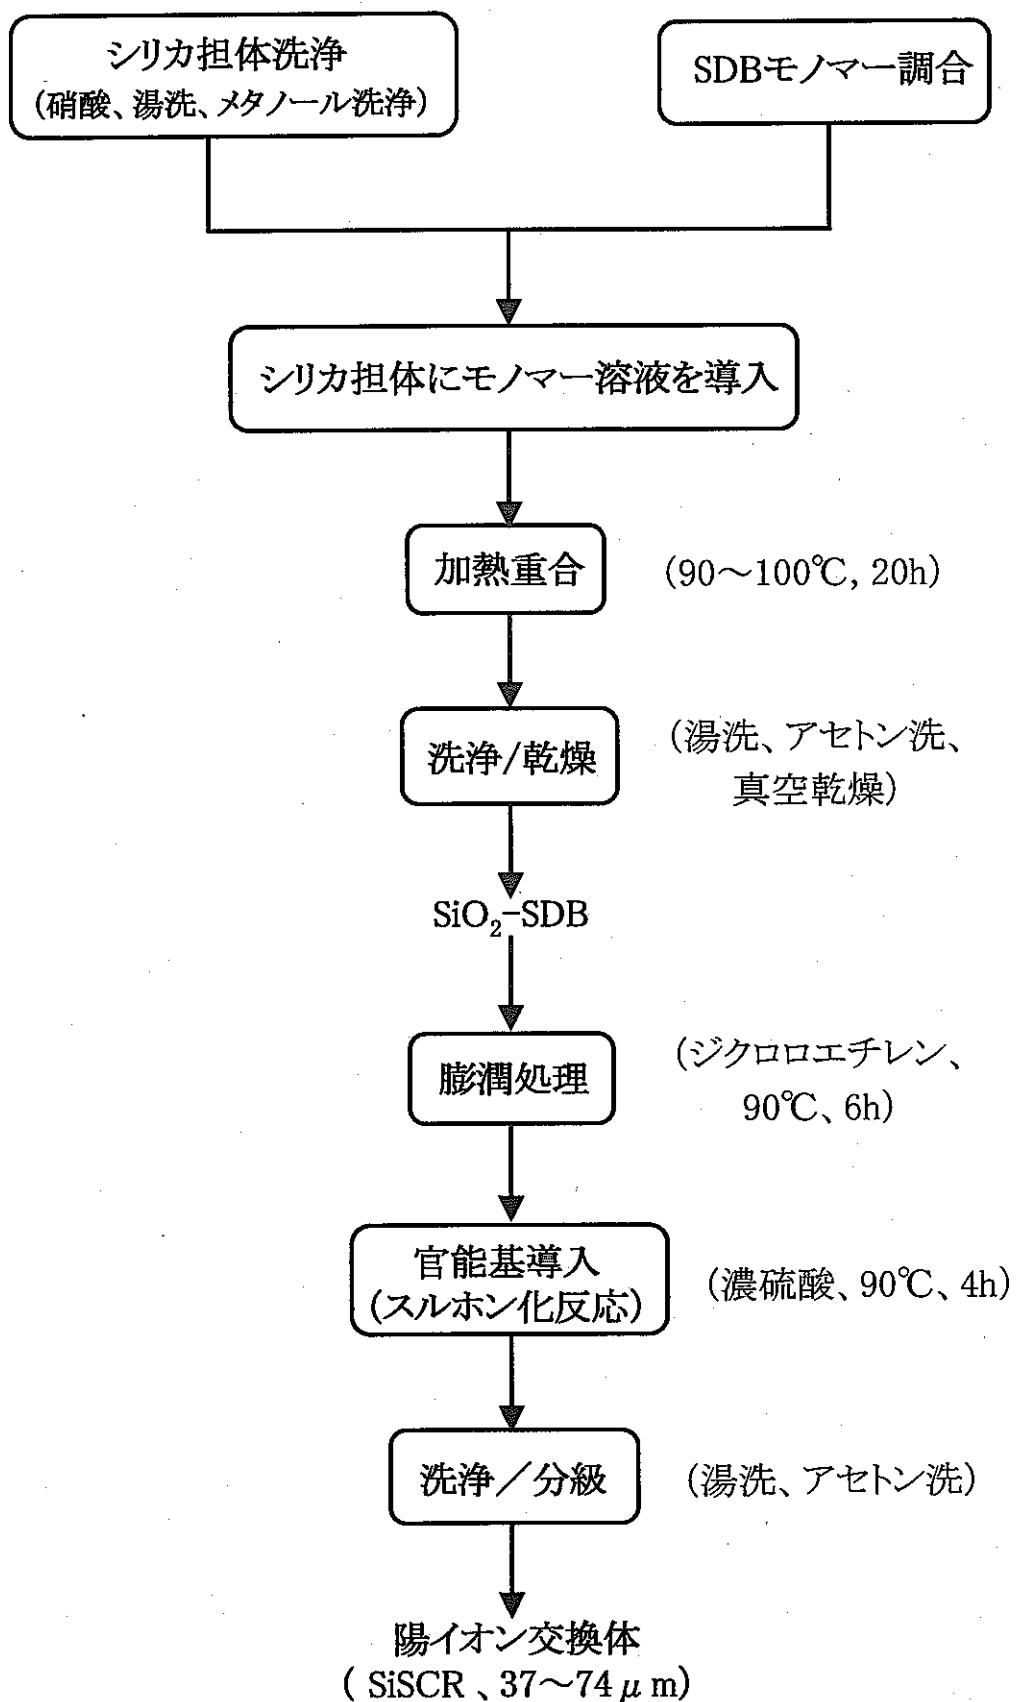 シリカ担体洗浄
(硝酸、湯洗、メタノール洗浄)
SDBモノマー調合
シリカ担体にモノマー溶液を導入
加熱重合
(90～100℃, 20h)
洗浄/乾燥
(湯洗、アセトン洗、
真空乾燥)
SiO₂-SDB
膨潤処理
(ジクロロエチレン、
90℃、6h)
官能基導入
(スルホン化反応)
(濃硫酸、90℃、4h)
洗浄／分級
(湯洗、アセトン洗)
陽イオン交換体
( SiSCR 、37～74μm)